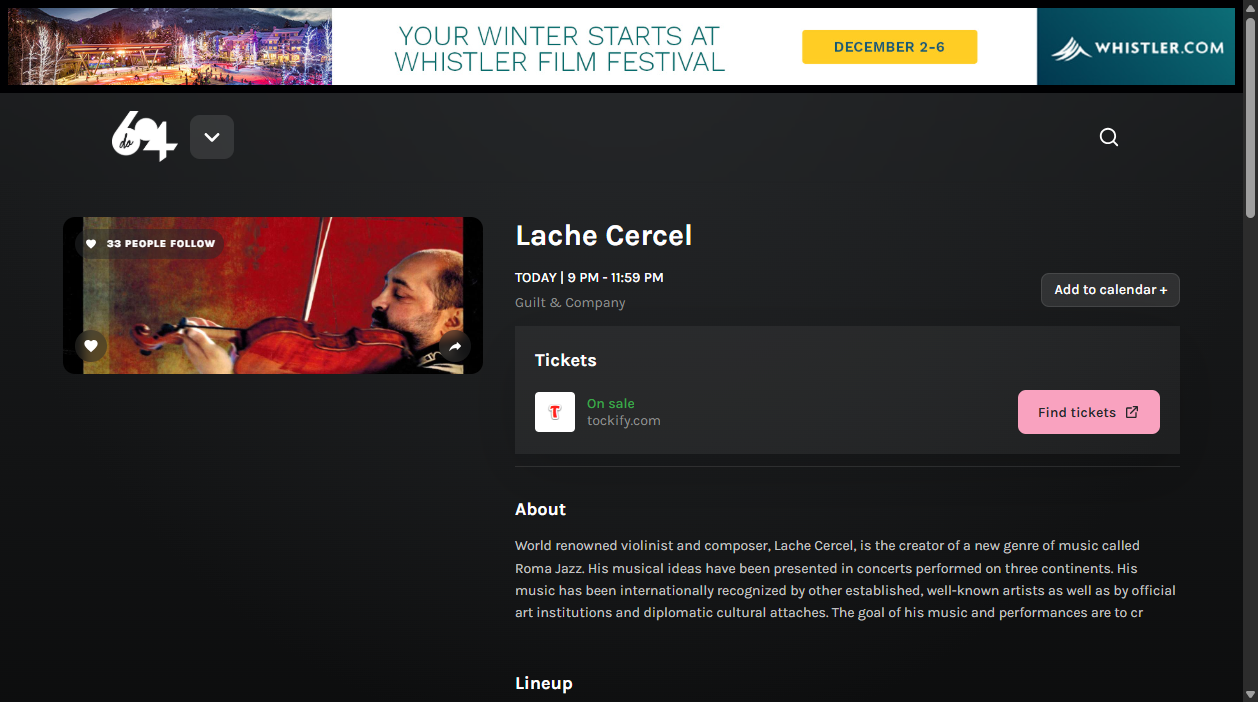 YOUR WINTER STARTS AT
WHISTLER FILM FESTIVAL
DECEMBER 2-6
WHISTLER.COM
do604
33 PEOPLE FOLLOW
Lache Cercel
TODAY | 9 PM - 11:59 PM
Guilt & Company
Add to calendar +
Tickets
T
On sale
tockify.com
Find tickets
About
World renowned violinist and composer, Lache Cercel, is the creator of a new genre of music called
Roma Jazz. His musical ideas have been presented in concerts performed on three continents. His
music has been internationally recognized by other established, well-known artists as well as by official
art institutions and diplomatic cultural attaches. The goal of his music and performances are to cr
Lineup